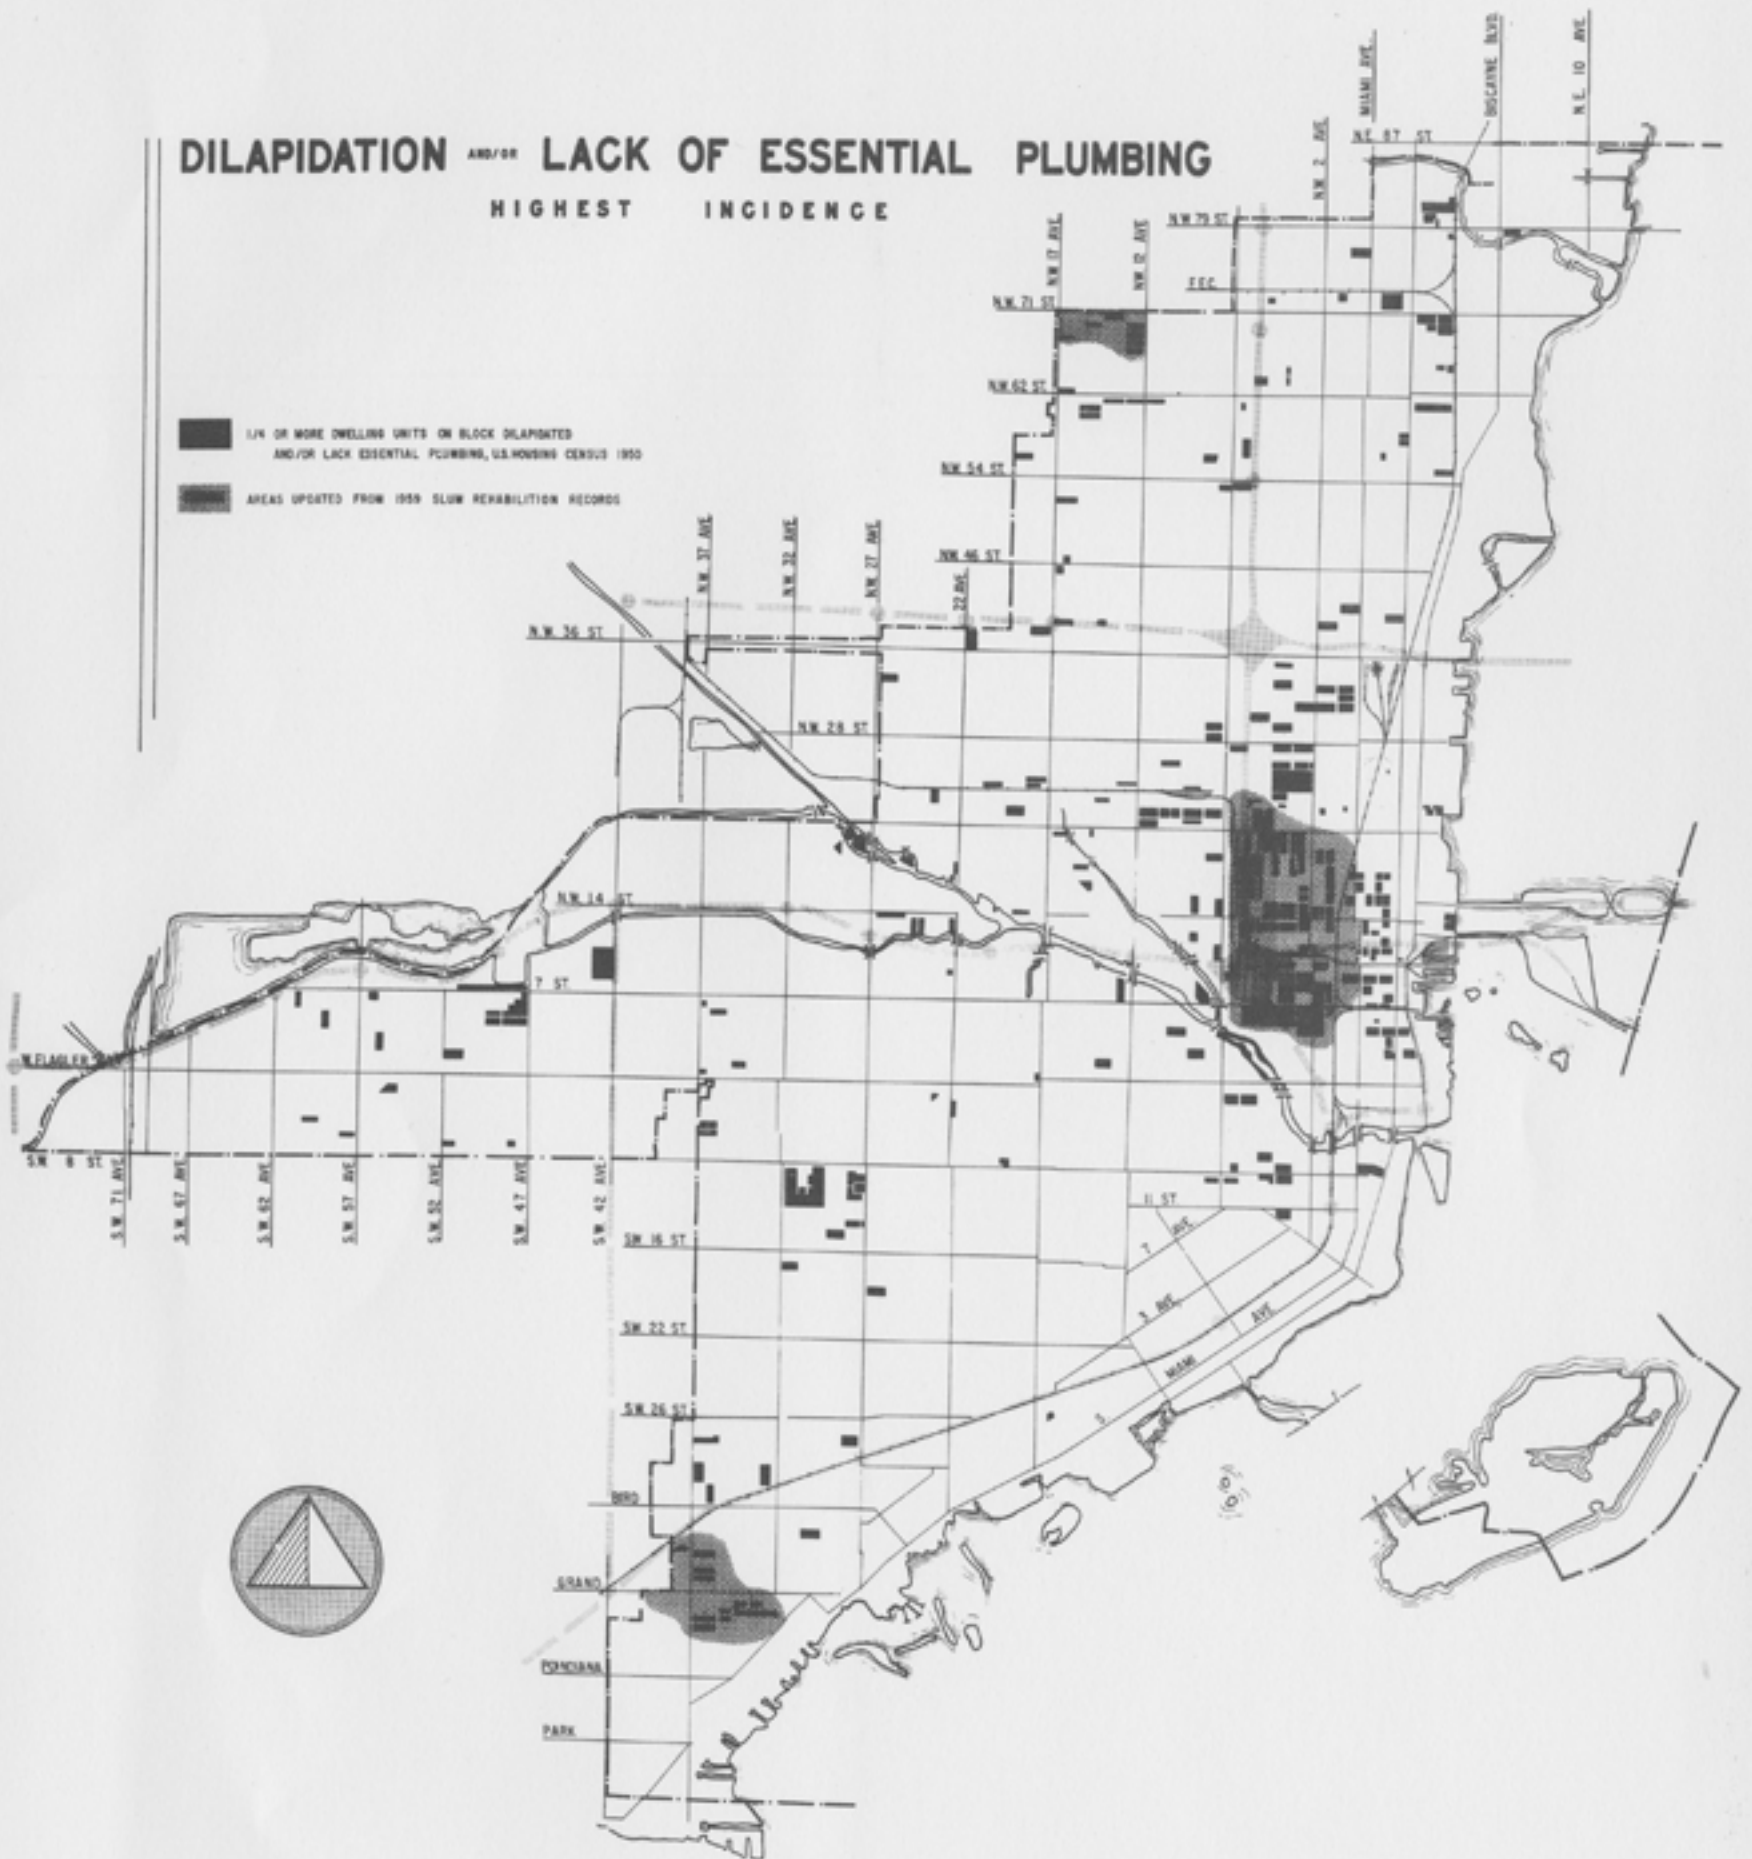 DILAPIDATION AND/OR LACK OF ESSENTIAL PLUMBING
HIGHEST INCIDENCE
1/4 OR MORE DWELLING UNITS ON BLOCK DILAPIDATED
AND/OR LACK ESSENTIAL PLUMBING, U.S. HOUSING CENSUS 1950
AREAS UPDATED FROM 1959 SLUM REHABILITION RECORDS
MIAMI AVE.
BISCAYNE BLVD.
N.E. 10 AVE
N.W. 2 AVE
N.E. 87 ST.
N.W. 79 ST.
N.W. 17 AVE
N.W. 12 AVE
F.E.C.
N.W. 71 ST.
N.W. 62 ST.
N.W. 54 ST.
N.W. 46 ST.
N.W. 37 AVE
N.W. 32 AVE
N.W. 27 AVE
22 AVE
N.W. 36 ST.
N.W. 28 ST.
N.W. 14 ST.
7 ST.
W. FLAGLER
S.W. 8 ST.
S.W. 71 AVE
S.W. 67 AVE
S.W. 62 AVE
S.W. 57 AVE
S.W. 52 AVE
S.W. 47 AVE
S.W. 42 AVE
11 ST.
7 AVE
S.W. 16 ST.
3 AVE
S.W. 22 ST.
S MIAMI AVE
S.W. 26 ST.
BIRD
GRAND
POINCIANA
PARK